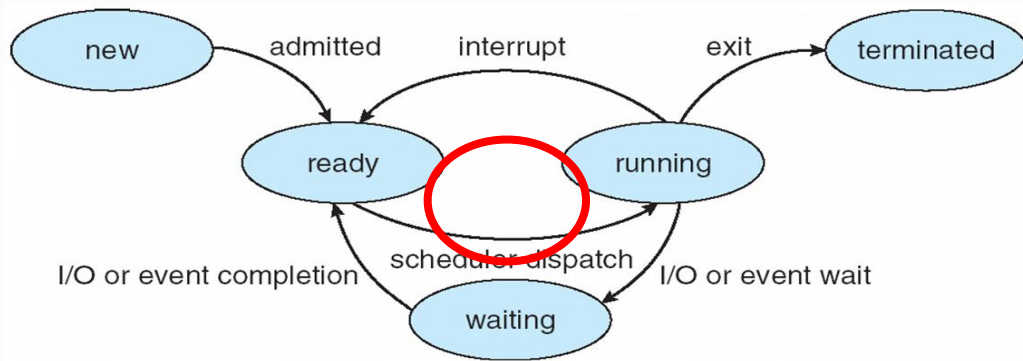 new
admitted
interrupt
exit
terminated
ready
running
scheduler dispatch
I/O or event completion
I/O or event wait
waiting